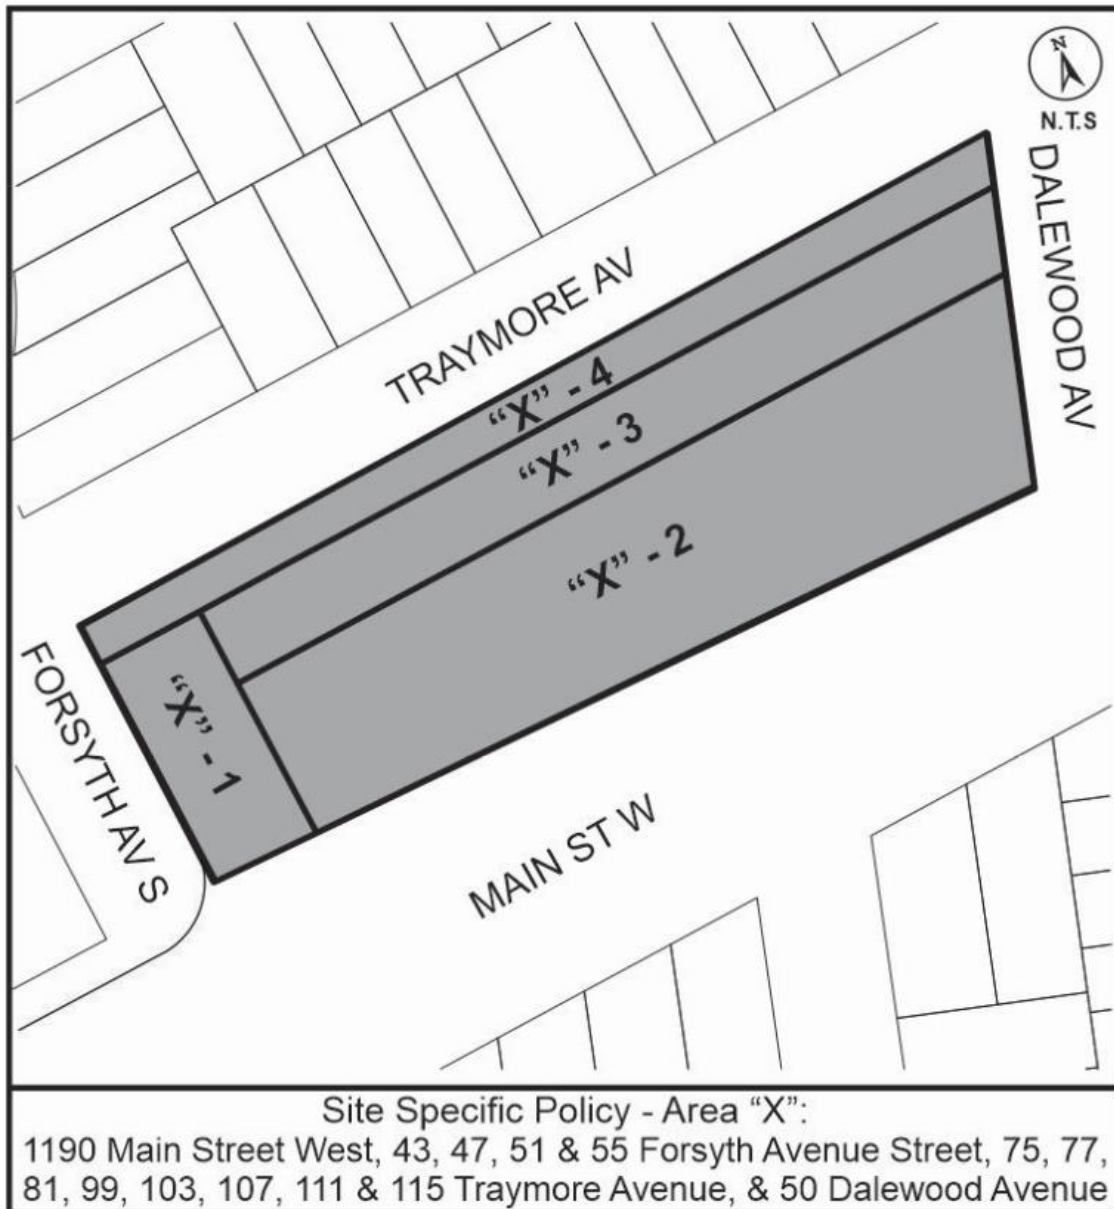 N
N.T.S
DALEWOOD AV
TRAYMORE AV
“X” - 4
“X” - 3
“X” - 2
“X” - 1
FORSYTH AV S
MAIN ST W
Site Specific Policy - Area “X”:
1190 Main Street West, 43, 47, 51 & 55 Forsyth Avenue Street, 75, 77,
81, 99, 103, 107, 111 & 115 Traymore Avenue, & 50 Dalewood Avenue